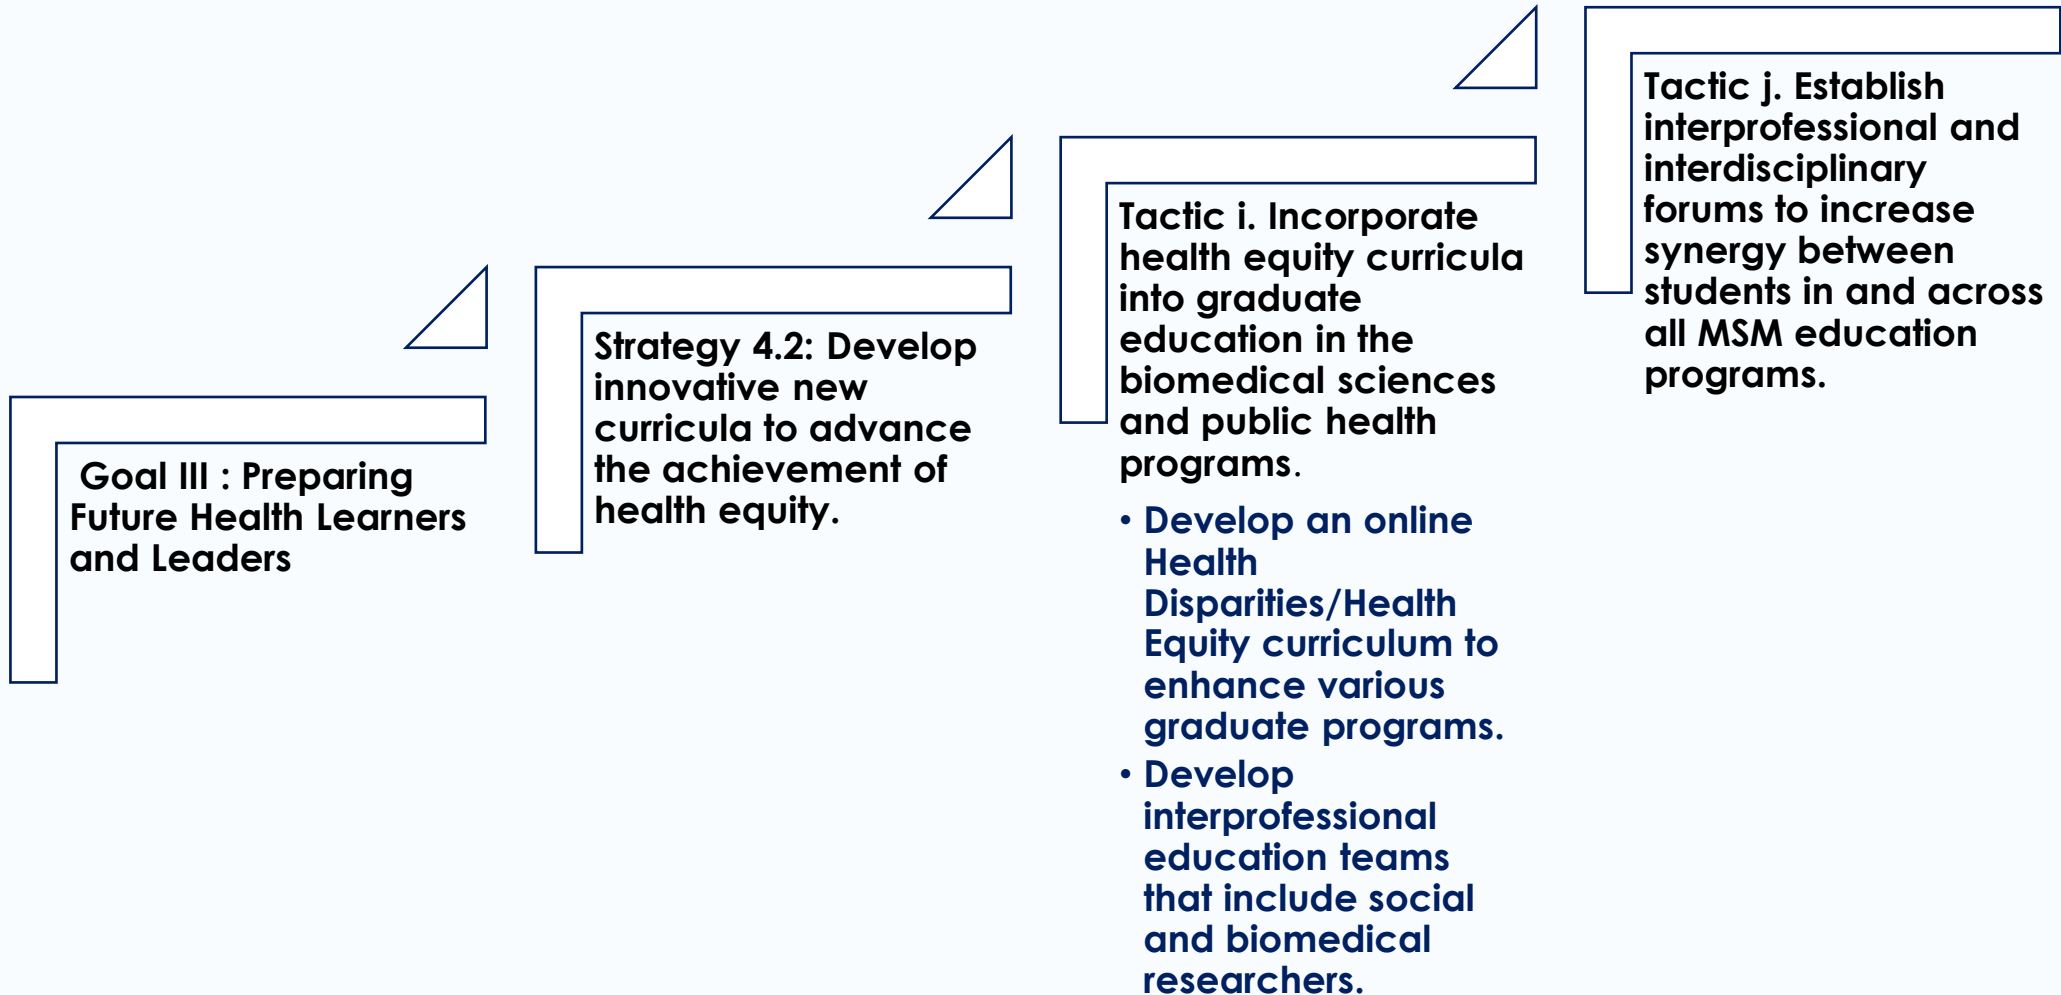 Goal III : Preparing
Future Health Learners
and Leaders
Strategy 4.2: Develop
innovative new
curricula to advance
the achievement of
health equity.
Tactic i. Incorporate
health equity curricula
into graduate
education in the
biomedical sciences
and public health
programs.
• Develop an online
Health
Disparities/Health
Equity curriculum to
enhance various
graduate programs.
• Develop
interprofessional
education teams
that include social
and biomedical
researchers.
Tactic j. Establish
interprofessional and
interdisciplinary
forums to increase
synergy between
students in and across
all MSM education
programs.